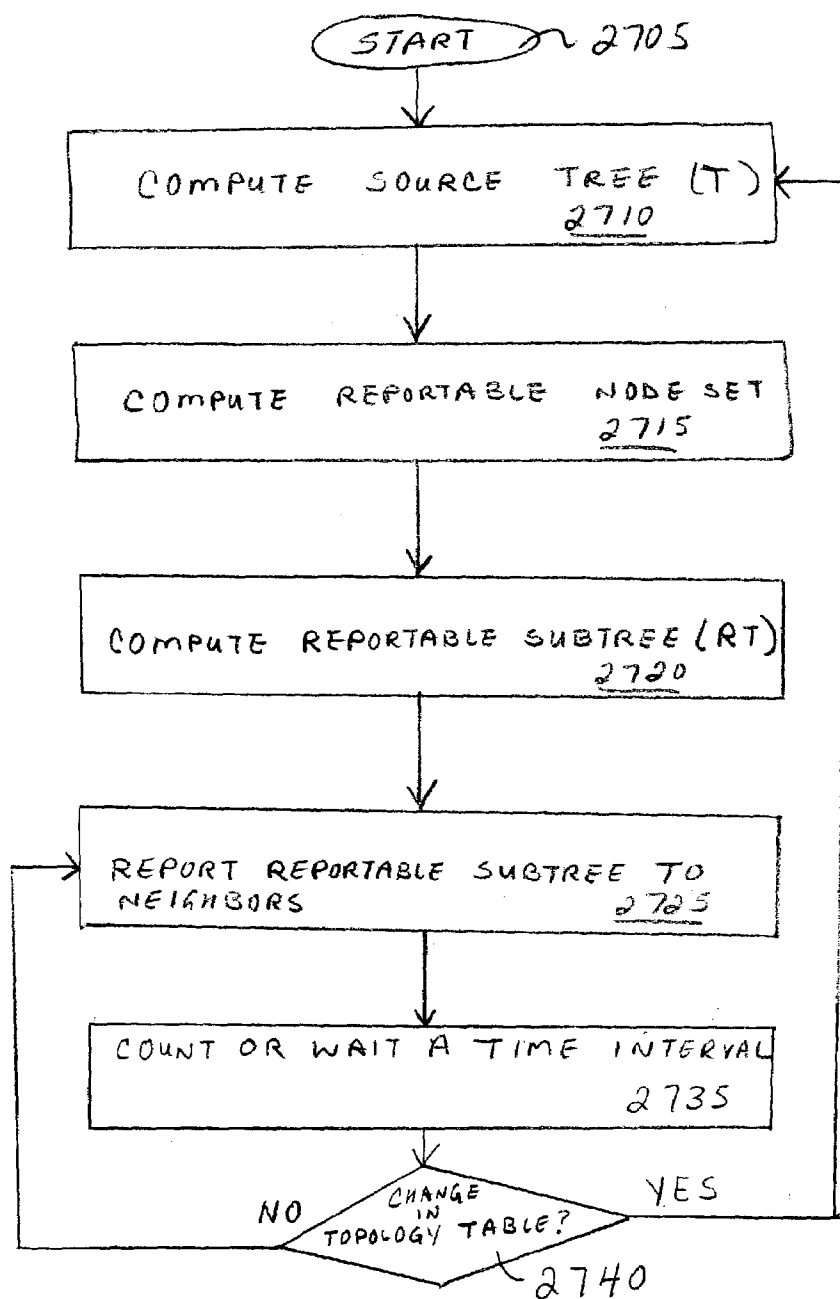 START 2705
COMPUTE SOURCE TREE (T)
2710
COMPUTE REPORTABLE NODE SET
2715
COMPUTE REPORTABLE SUBTREE (RT)
2720
REPORT REPORTABLE SUBTREE TO
NEIGHBORS 2725
COUNT OR WAIT A TIME INTERVAL
2735
NO
CHANGE
IN
TOPOLOGY TABLE?
YES
2740